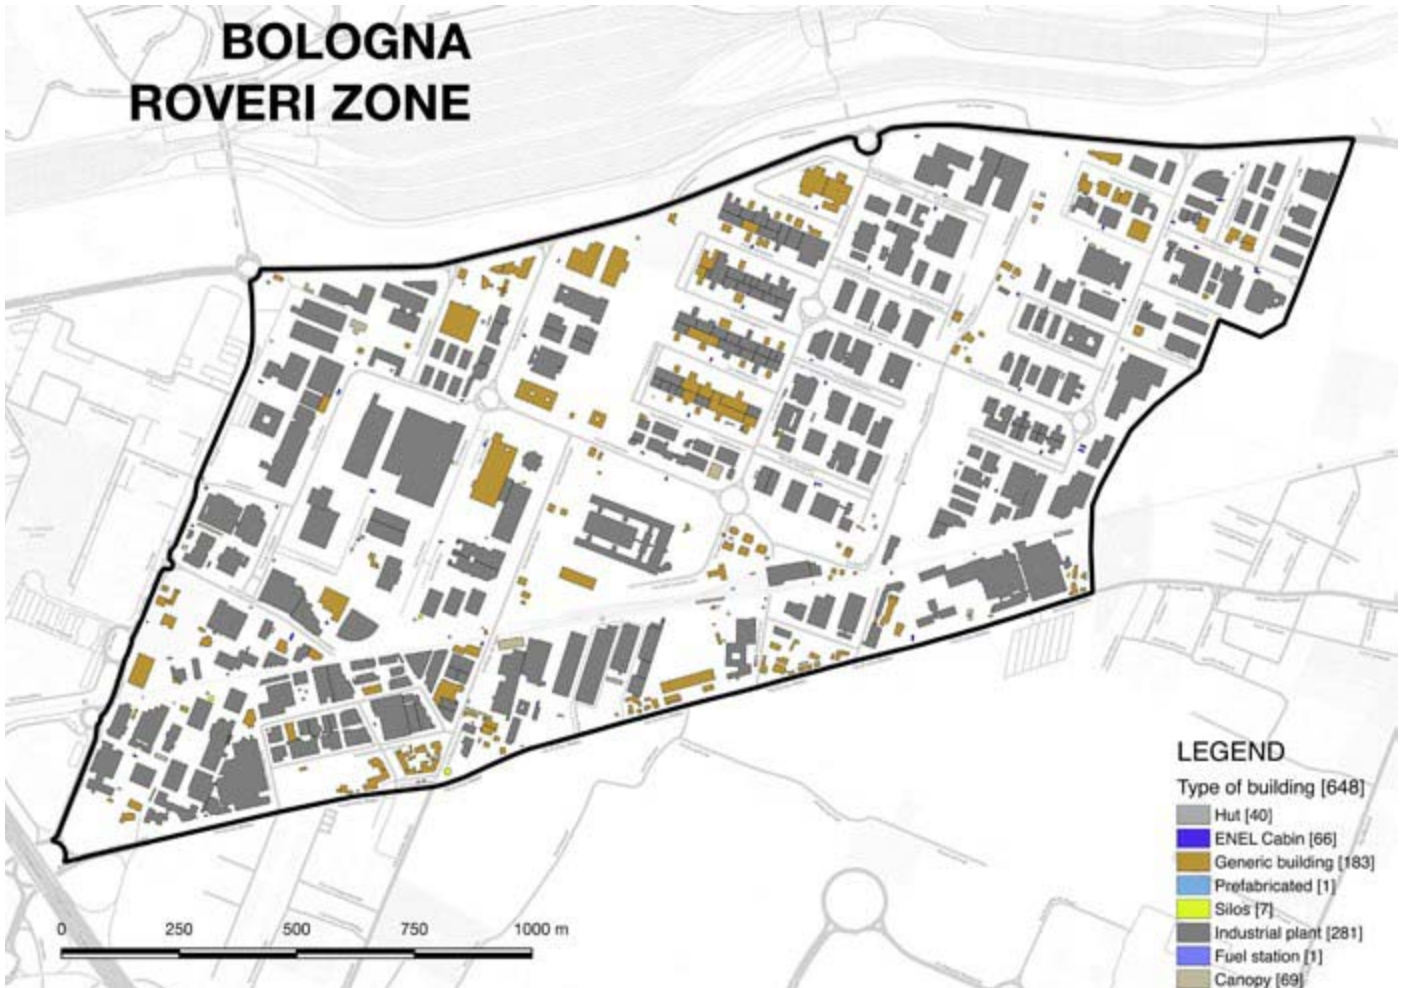 BOLOGNA
ROVERI ZONE
LEGEND
Type of building [648]
Hut [40]
ENEL Cabin [66]
Generic building [183]
Prefabricated [1]
Silos [7]
Industrial plant [281]
Fuel station [1]
Canopy [69]
0 250 500 750 1000 m